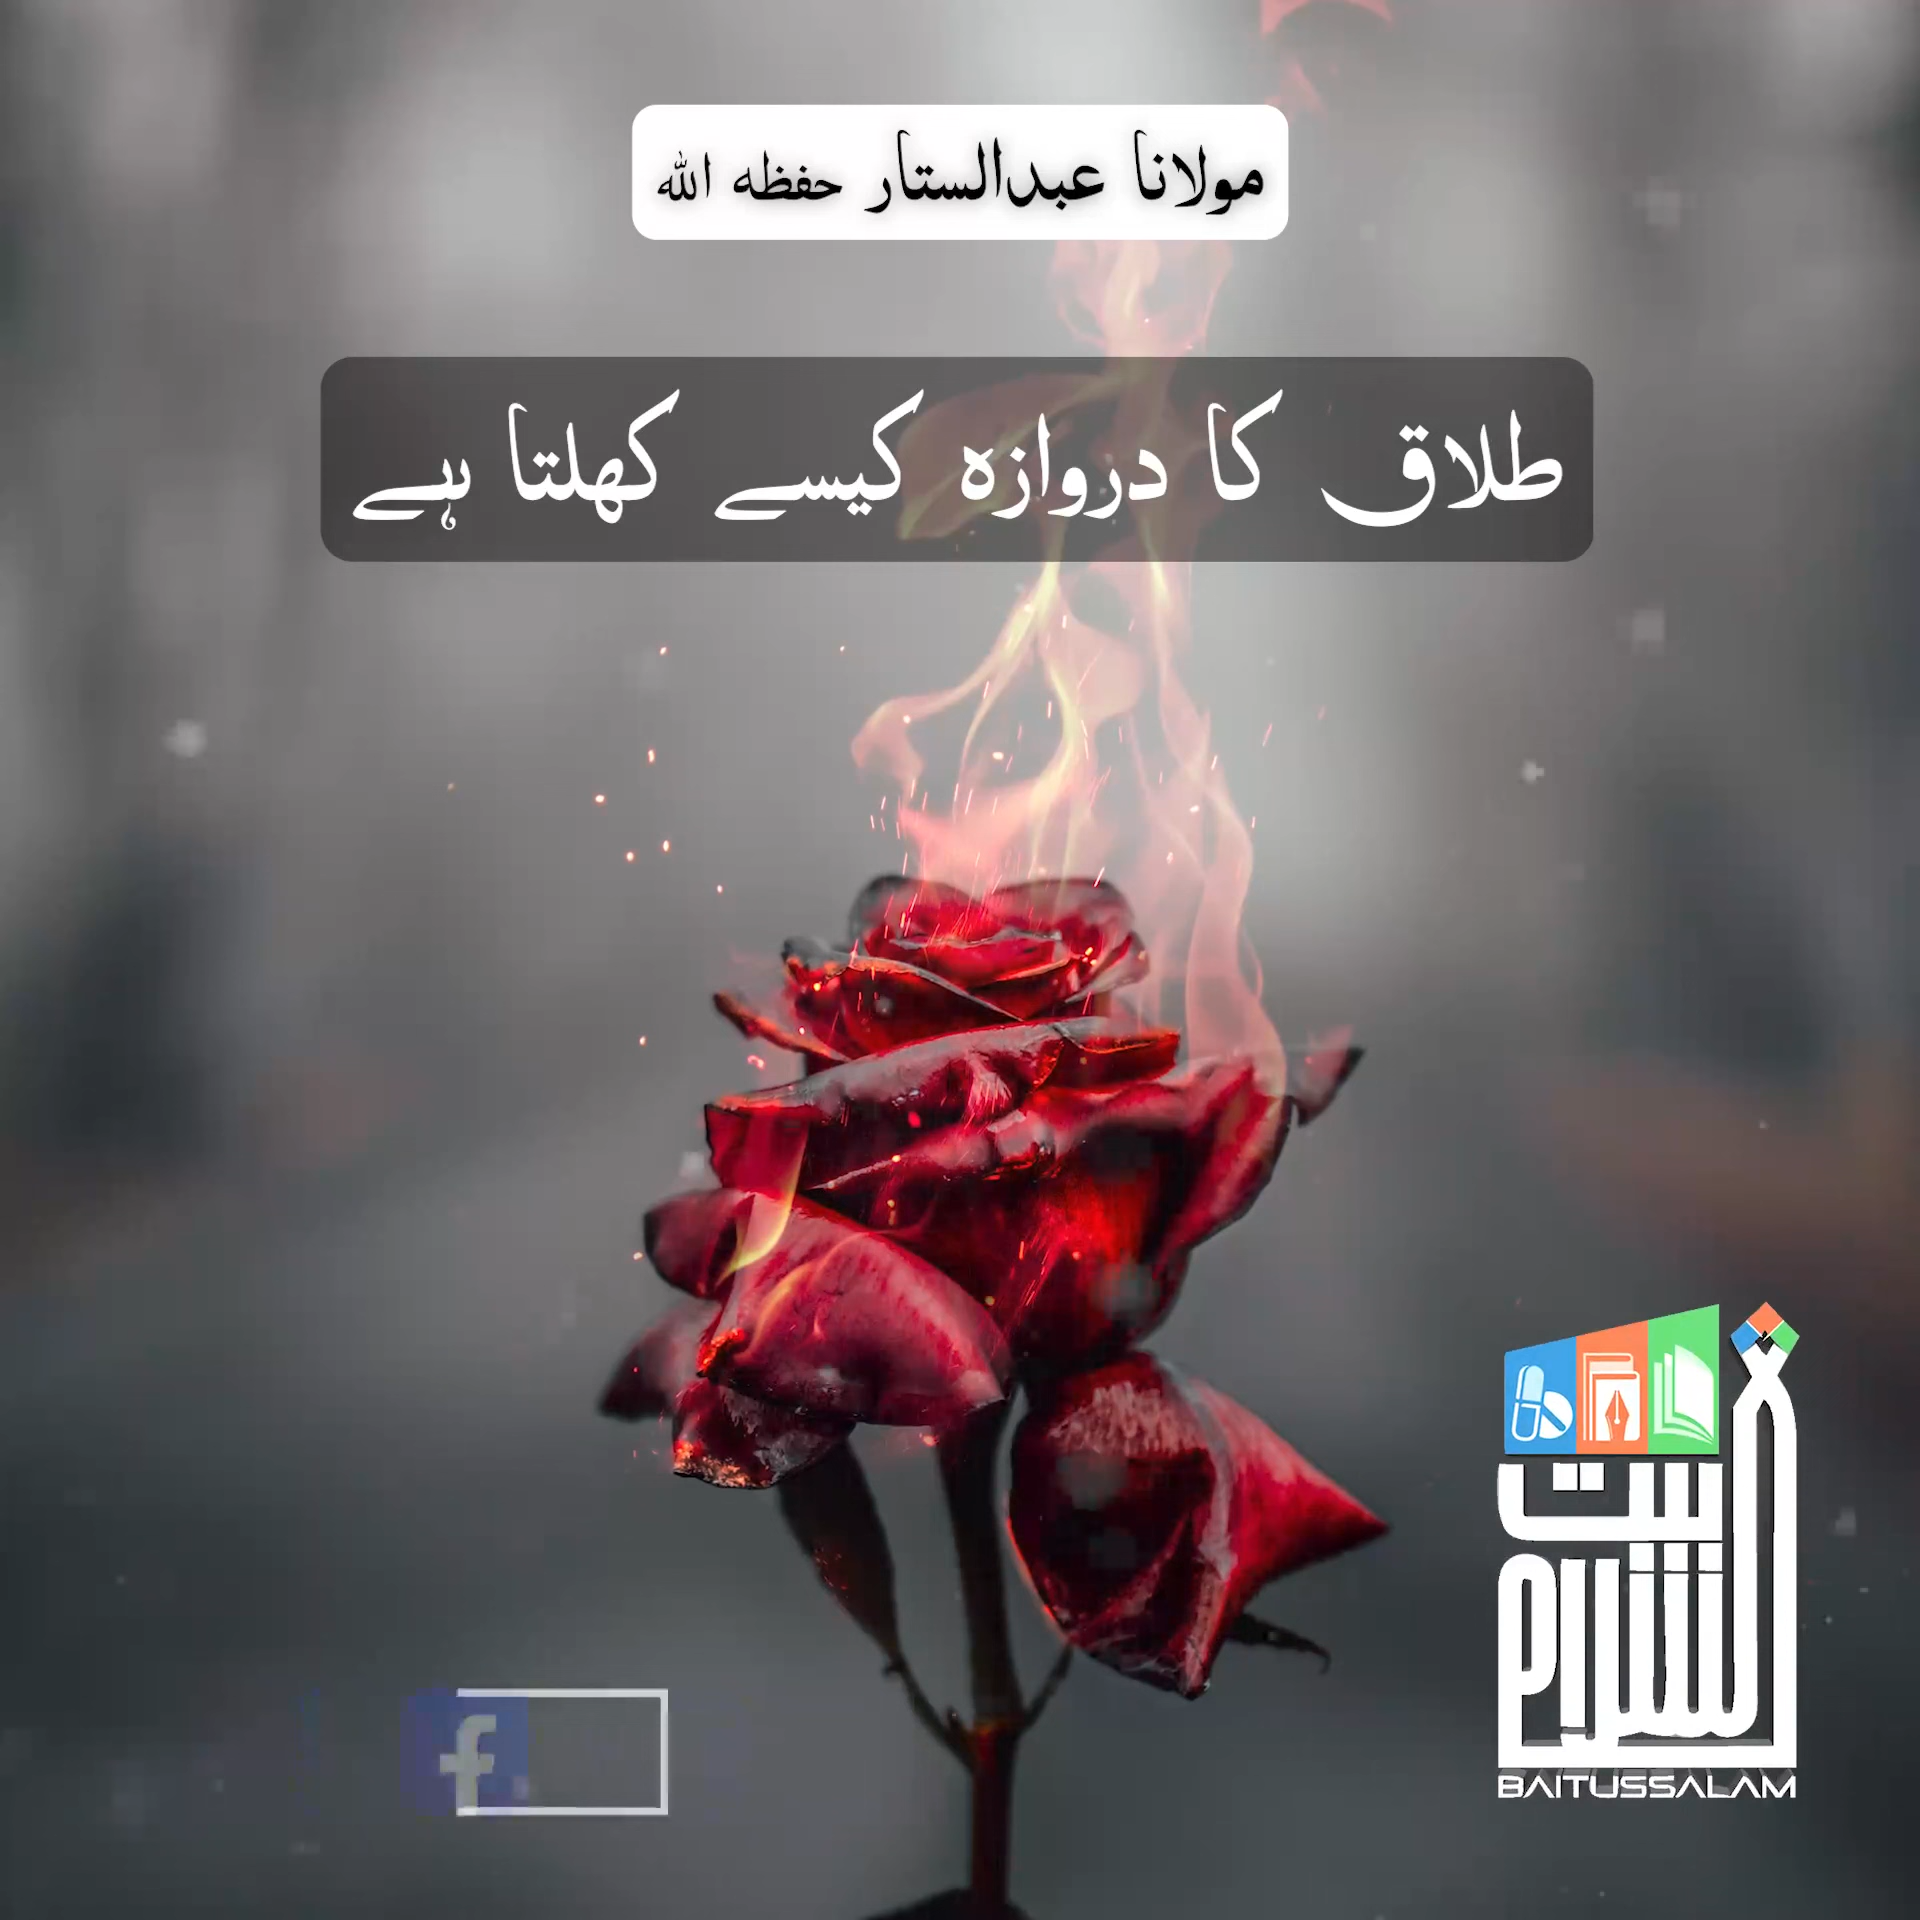 مولانا عبدالستار حفظہ اللہ
طلاق کا دروازہ کیسے کھلتا ہے
f
بیت السلام
BAITUSSALAM